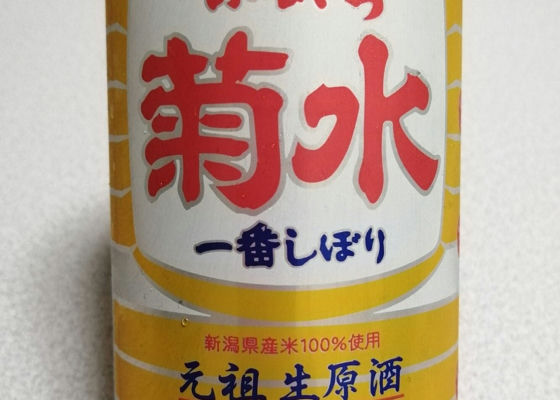 菊水
一番しぼり
新潟県産米100%使用
元祖 生原酒